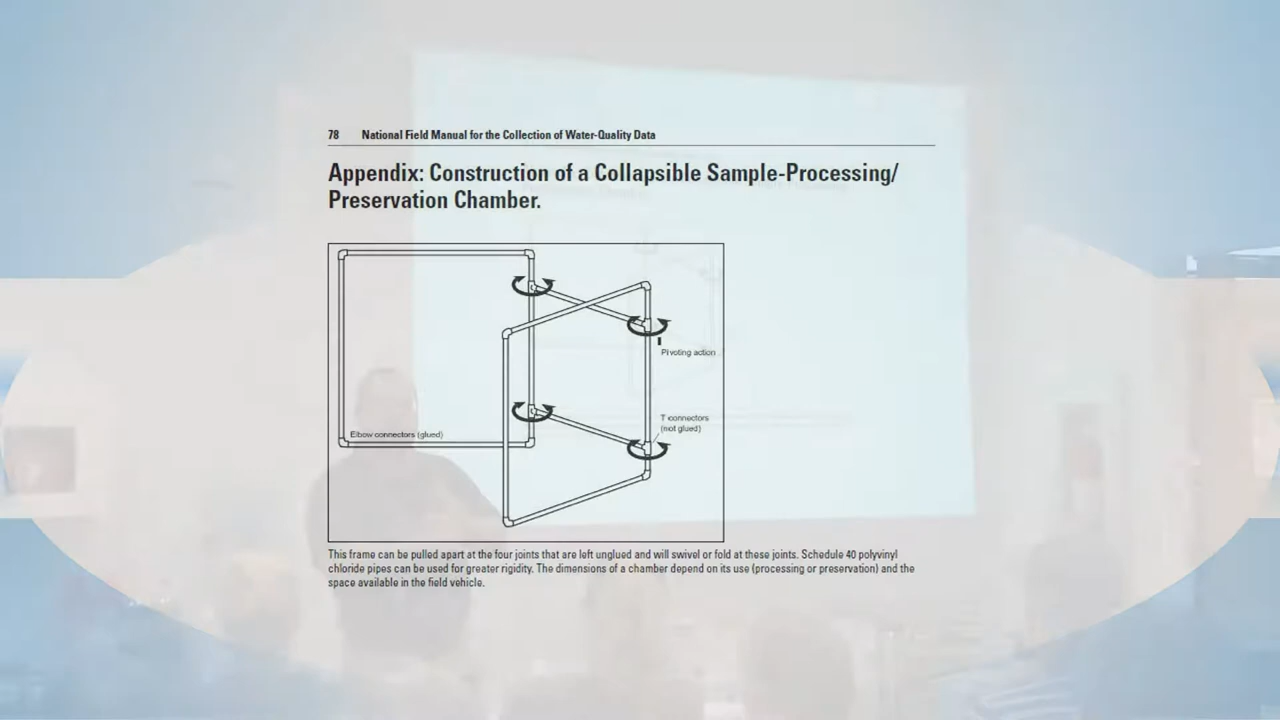 78 National Field Manual for the Collection of Water-Quality Data
Appendix: Construction of a Collapsible Sample-Processing/
Preservation Chamber.
Pivoting action
T connectors
(not glued)
Elbow connectors (glued)
This frame can be pulled apart at the four joints that are left unglued and will swivel or fold at these joints. Schedule 40 polyvinyl
chloride pipes can be used for greater rigidity. The dimensions of a chamber depend on its use (processing or preservation) and the
space available in the field vehicle.